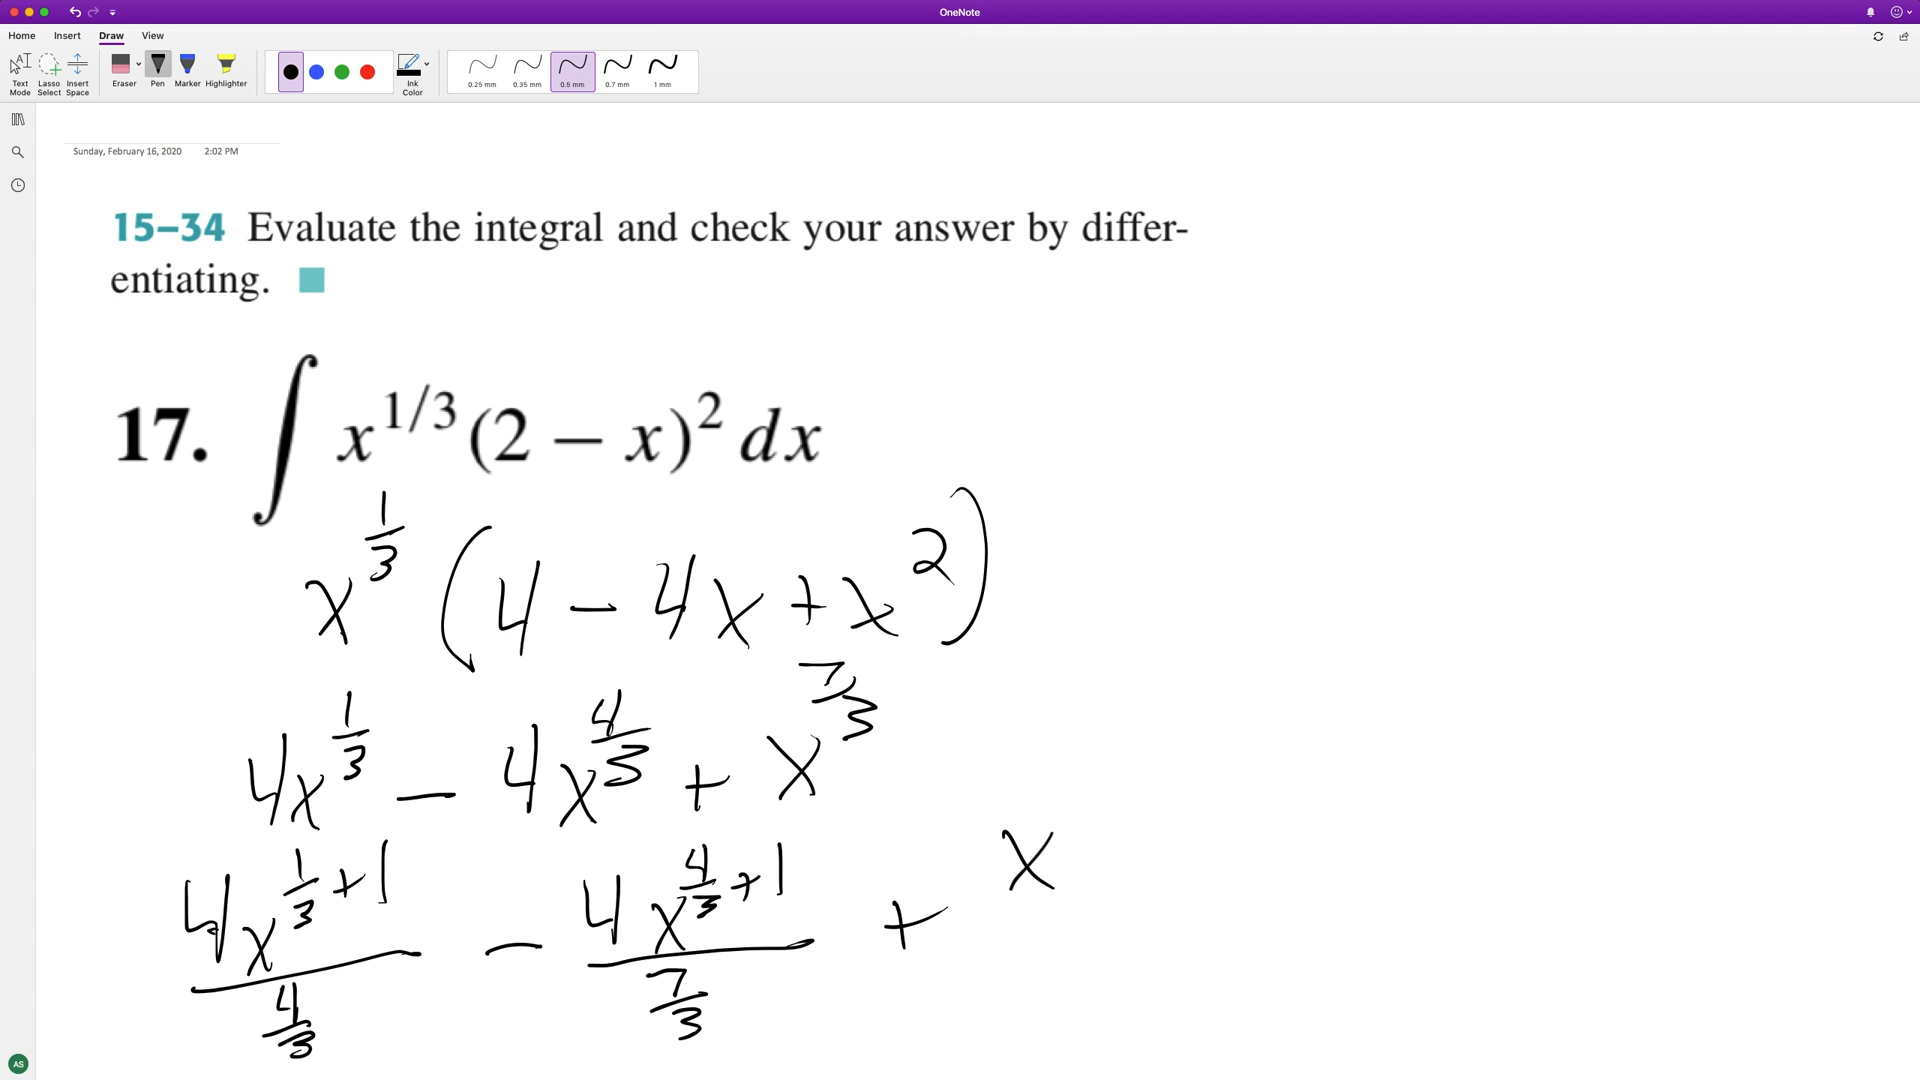 OneNote
Home Insert Draw View
Text Mode Lasso Select Insert Space Eraser Pen Marker Highlighter Ink Color 0.25 mm 0.35 mm 0.5 mm 0.7 mm 1 mm
Sunday, February 16, 2020 2:02 PM
15–34 Evaluate the integral and check your answer by differ-
entiating.
17. ∫ x^{1/3} (2 − x)^2 dx
x^{1/3} (4 − 4x + x^2)
4x^{1/3} − 4x^{4/3} + x^{7/3}
4x^{1/3 + 1} / (4/3) − 4x^{4/3 + 1} / (7/3) + x
AS